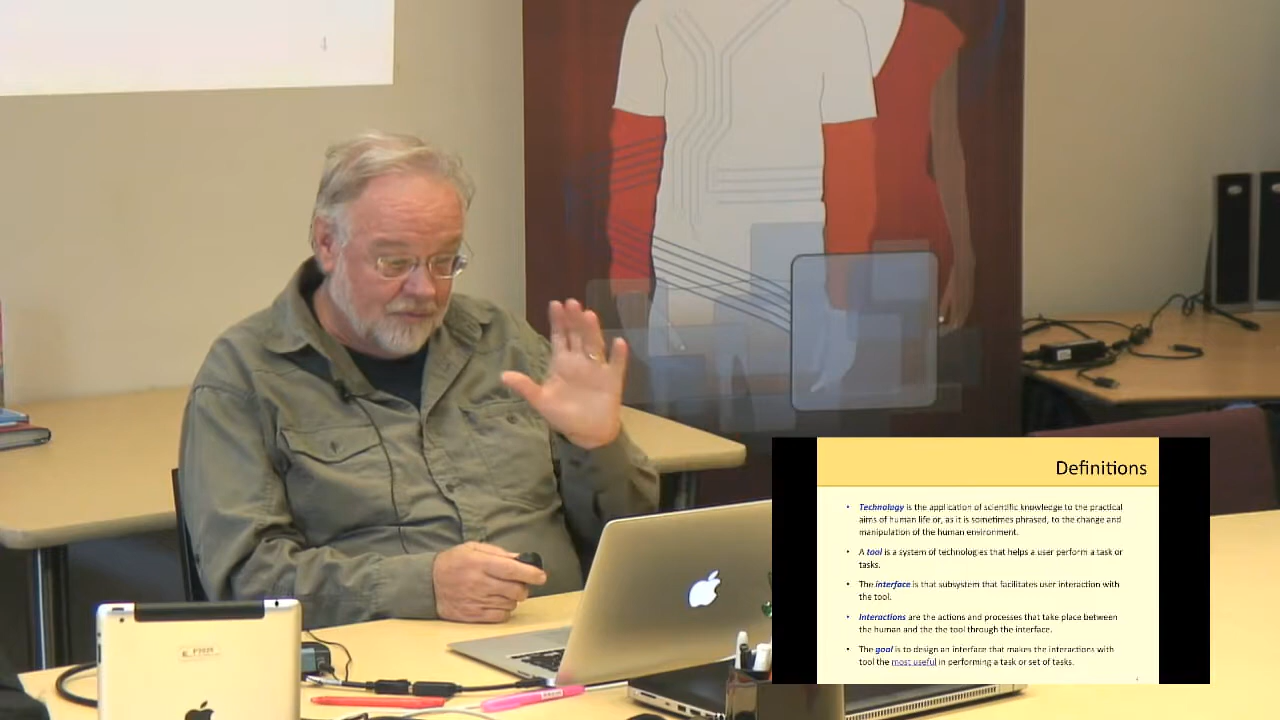 4
Definitions
• Technology is the application of scientific knowledge to the practical
aims of human life or, as it is sometimes phrased, to the change and
manipulation of the human environment.
• A tool is a system of technologies that helps a user perform a task or
tasks.
• The interface is that subsystem that facilitates user interaction with
the tool.
• Interactions are the actions and processes that take place between
the human and the the tool through the interface.
• The goal is to design an interface that makes the interactions with
tool the most useful in performing a task or set of tasks.
4